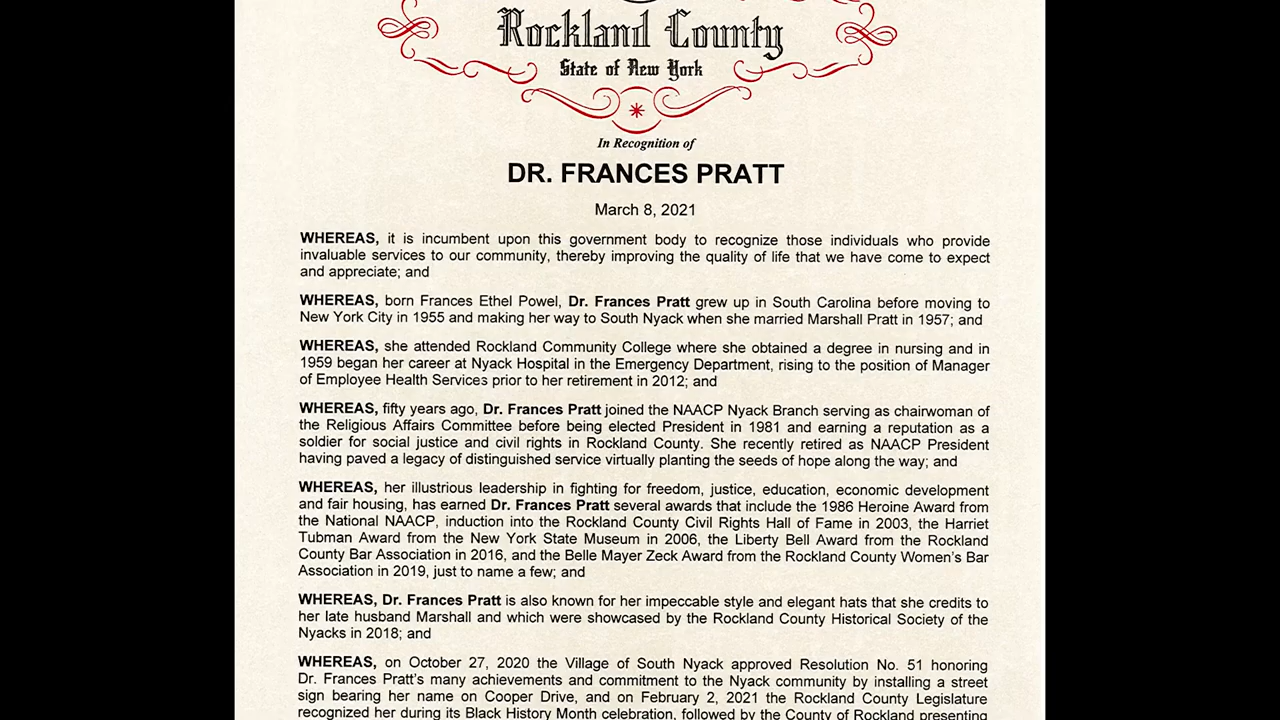 Rockland County
State of New York
In Recognition of
DR. FRANCES PRATT
March 8, 2021
WHEREAS, it is incumbent upon this government body to recognize those individuals who provide
invaluable services to our community, thereby improving the quality of life that we have come to expect
and appreciate; and
WHEREAS, born Frances Ethel Powel, Dr. Frances Pratt grew up in South Carolina before moving to
New York City in 1955 and making her way to South Nyack when she married Marshall Pratt in 1957; and
WHEREAS, she attended Rockland Community College where she obtained a degree in nursing and in
1959 began her career at Nyack Hospital in the Emergency Department, rising to the position of Manager
of Employee Health Services prior to her retirement in 2012; and
WHEREAS, fifty years ago, Dr. Frances Pratt joined the NAACP Nyack Branch serving as chairwoman of
the Religious Affairs Committee before being elected President in 1981 and earning a reputation as a
soldier for social justice and civil rights in Rockland County. She recently retired as NAACP President
having paved a legacy of distinguished service virtually planting the seeds of hope along the way; and
WHEREAS, her illustrious leadership in fighting for freedom, justice, education, economic development
and fair housing, has earned Dr. Frances Pratt several awards that include the 1986 Heroine Award from
the National NAACP, induction into the Rockland County Civil Rights Hall of Fame in 2003, the Harriet
Tubman Award from the New York State Museum in 2006, the Liberty Bell Award from the Rockland
County Bar Association in 2016, and the Belle Mayer Zeck Award from the Rockland County Women's Bar
Association in 2019, just to name a few; and
WHEREAS, Dr. Frances Pratt is also known for her impeccable style and elegant hats that she credits to
her late husband Marshall and which were showcased by the Rockland County Historical Society of the
Nyacks in 2018; and
WHEREAS, on October 27, 2020 the Village of South Nyack approved Resolution No. 51 honoring
Dr. Frances Pratt's many achievements and commitment to the Nyack community by installing a street
sign bearing her name on Cooper Drive, and on February 2, 2021 the Rockland County Legislature
recognized her during its Black History Month celebration, followed by the County of Rockland presenting